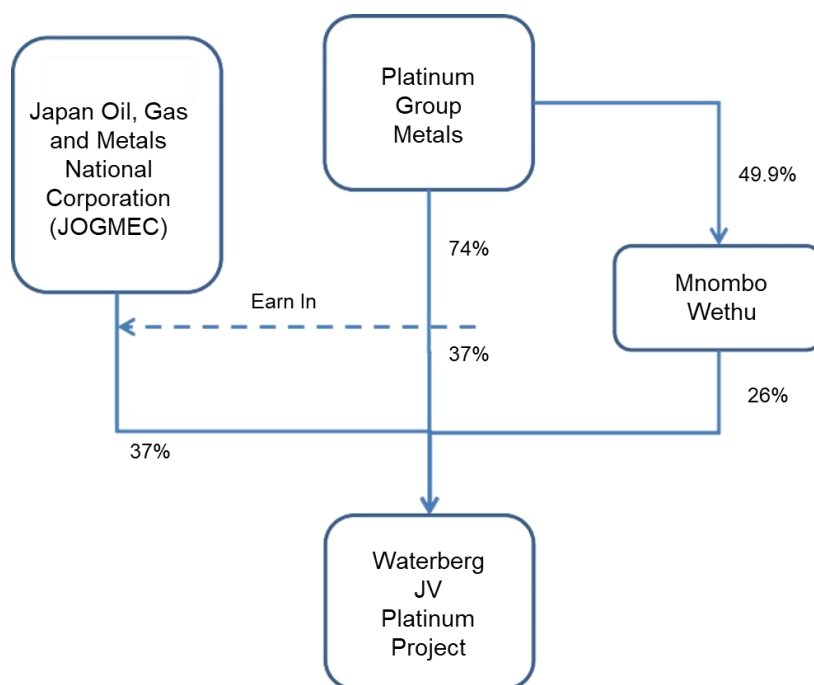 Japan Oil, Gas
and Metals
National
Corporation
(JOGMEC)
Platinum
Group
Metals
49.9%
74%
Mnombo
Wethu
Earn In
37%
26%
37%
Waterberg
JV
Platinum
Project